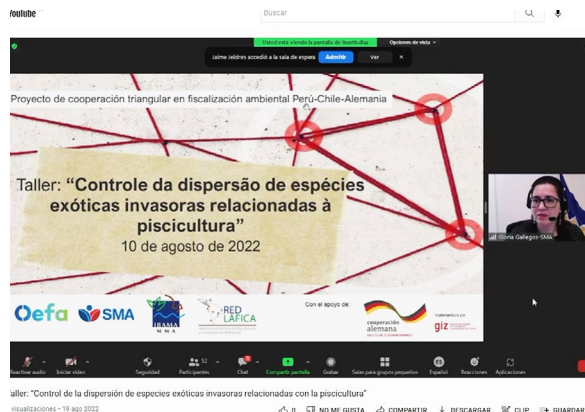 YouTube
Buscar
Usted está viendo la pantalla de
Opciones de vista
Jaime Jeldres accedió a la sala de espera
Admitir
Ver
Proyecto de cooperación triangular en fiscalización ambiental Perú-Chile-Alemania
Taller: “Controle da dispersão de espécies
exóticas invasoras relacionadas à
piscicultura”
10 de agosto de 2022
Gloria Gallegos-SMA
Oefa
SMA
IBAMA
M M A
RED
LAFICA
Con el apoyo de:
cooperación
alemana
Implementada por
giz
Reactivar audio
Iniciar video
Seguridad
Participantes
52
Chat
Compartir pantalla
Grabar
Salas para grupos pequeños
Español
Reacciones
Aplicaciones
aller: “Control de la dispersión de especies exóticas invasoras relacionadas con la piscicultura”
visualizaciones • 19 ago 2022
0
NO ME GUSTA
COMPARTIR
DESCARGAR
CLIP
GUARDAR